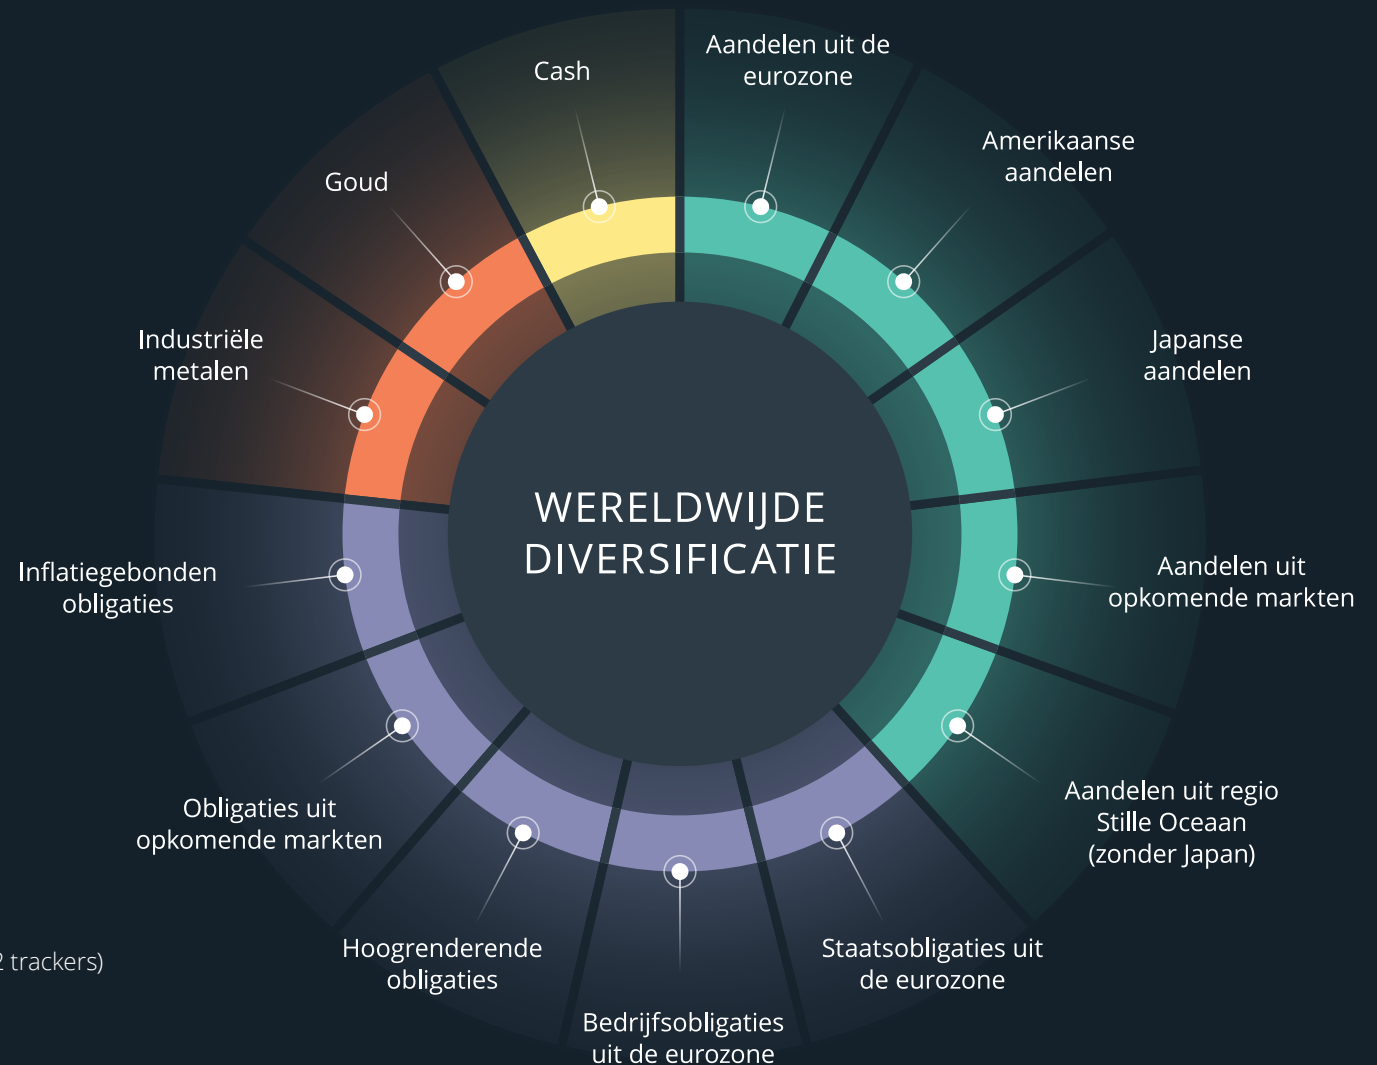 Cash
Aandelen uit de
eurozone
Amerikaanse
aandelen
Goud
Industriële
metalen
Japanse
aandelen
WERELDWIJDE
DIVERSIFICATIE
Inflatiegebonden
obligaties
Aandelen uit
opkomende markten
Obligaties uit
opkomende markten
Aandelen uit regio
Stille Oceaan
(zonder Japan)
Hoogrenderende
obligaties
Staatsobligaties uit
de eurozone
trackers)
Bedrijfsobligaties
uit de eurozone